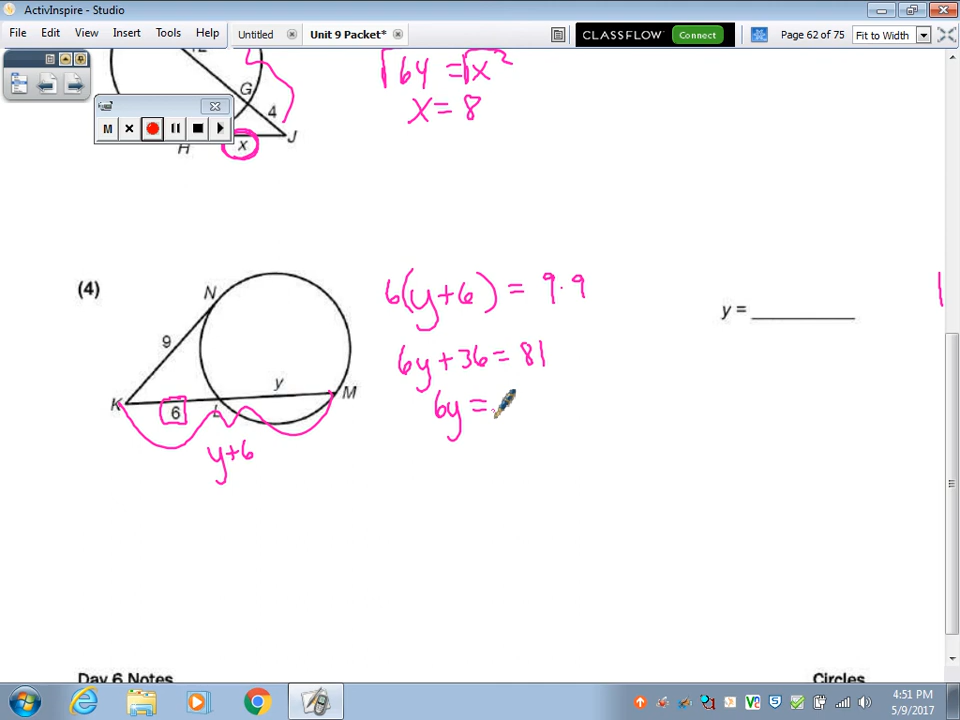 ActivInspire - Studio
File Edit View Insert Tools Help Untitled Unit 9 Packet* CLASSFLOW Connect Page 62 of 75 Fit to Width
12
G
4
J
H x
√64 = √x²
x = 8
M
(4)
N
9
y
K 6 L M
y+6
6(y+6) = 9·9
6y+36 = 81
6y =
y = __________
Day 6 Notes Circles
4:51 PM
5/9/2017